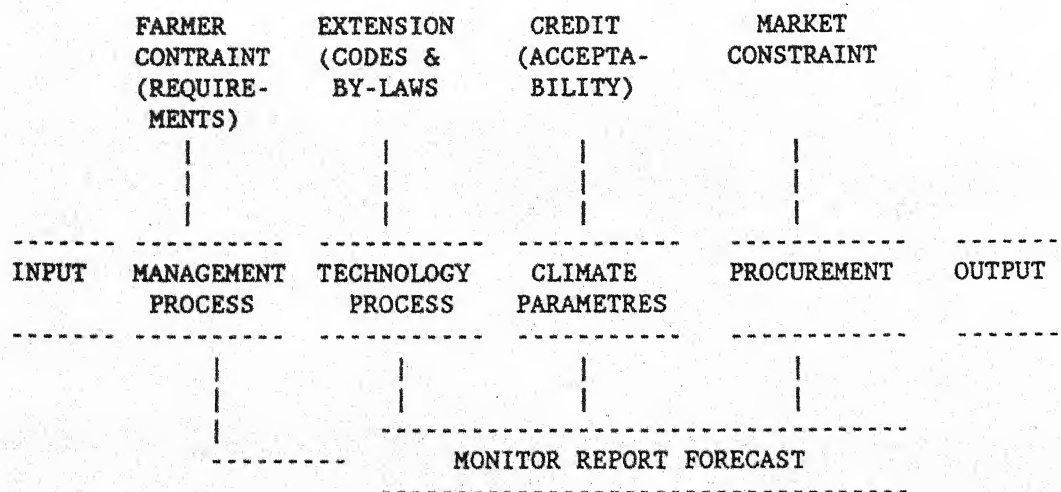 FARMER EXTENSION CREDIT MARKET
CONTRAINT (CODES & (ACCEPTA- CONSTRAINT
(REQUIRE- BY-LAWS BILITY)
MENTS)
INPUT MANAGEMENT TECHNOLOGY CLIMATE PROCUREMENT OUTPUT
PROCESS PROCESS PARAMETRES
MONITOR REPORT FORECAST